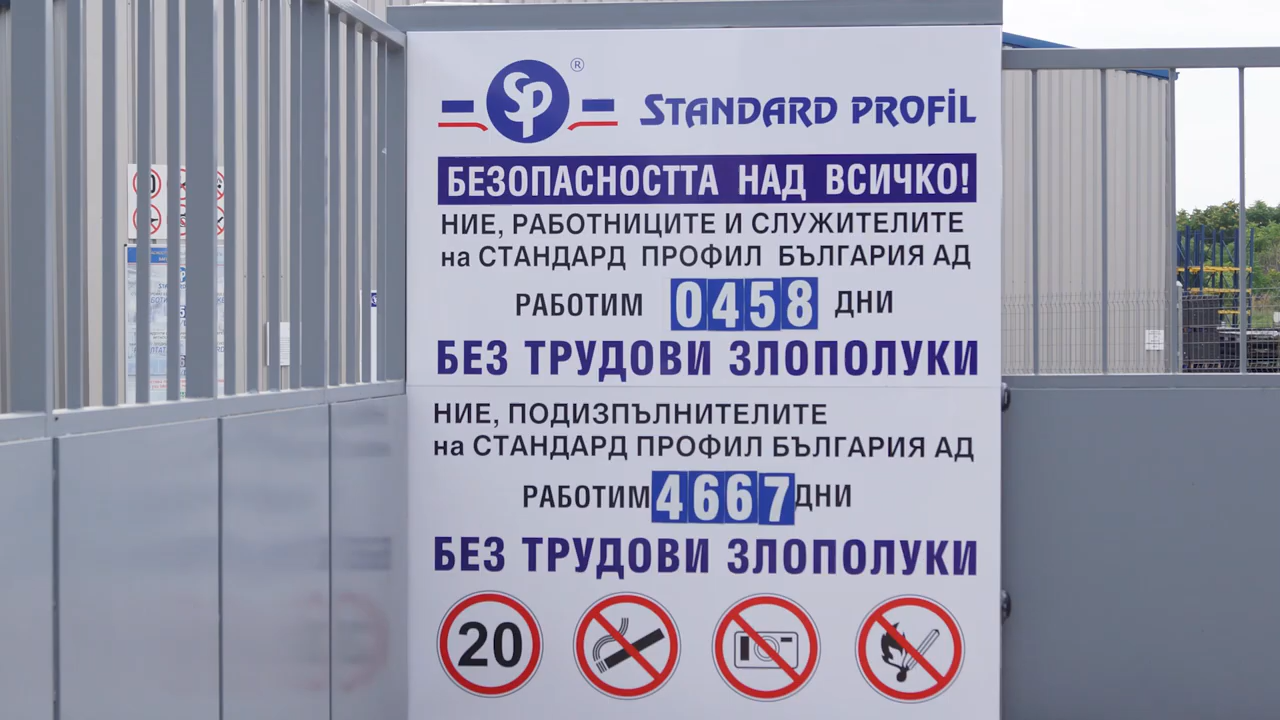 SP ®
STANDARD PROFİL
БЕЗОПАСНОСТТА НАД ВСИЧКО!
НИЕ, РАБОТНИЦИТЕ И СЛУЖИТЕЛИТЕ
на СТАНДАРД ПРОФИЛ БЪЛГАРИЯ АД
РАБОТИМ 0458 ДНИ
БЕЗ ТРУДОВИ ЗЛОПОЛУКИ
НИЕ, ПОДИЗПЪЛНИТЕЛИТЕ
на СТАНДАРД ПРОФИЛ БЪЛГАРИЯ АД
РАБОТИМ 4667 ДНИ
БЕЗ ТРУДОВИ ЗЛОПОЛУКИ
20